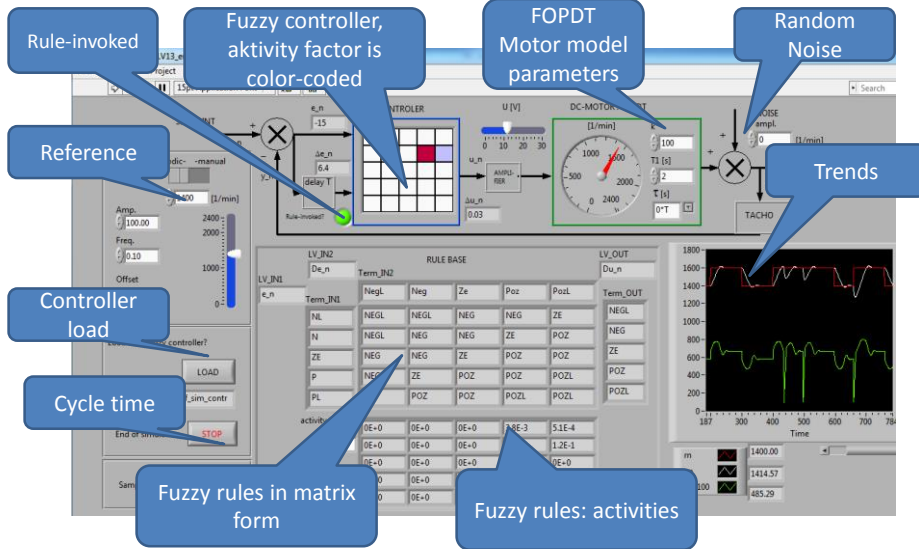 Rule-invoked
Fuzzy controller,
aktivity factor is
color-coded
FOPDT
Motor model
parameters
Random
Noise
Reference
Controller
load
Cycle time
Fuzzy rules in matrix
form
Fuzzy rules: activities
Trends
Search
e_n
-15
Δe_n
6.4
delay T
Rule-invoked?
y_n
+
U [V]
0 10 20 30
u_n
AMPLI-
FIER
Δu_n
0.03
[1/min]
0
500
1000
2000
2400
100
T1 [s]
2
T [s]
0*T
+
ampl.
0
[1/min]
+
+
TACHO
-manual
[1/min]
Amp.
100.00
Freq.
0.10
Offset
2400
2000
1000
0
LOAD
_sim_contr
STOP
RULE BASE
LV_IN2
De_n
LV_IN1
e_n
LV_OUT
Du_n
Term_IN2
Term_IN1
Term_OUT
NegL Neg Ze Poz PozL
NL NEGL NEGL NEG NEG ZE NEGL
N NEGL NEG NEG ZE POZ NEG
ZE NEG NEG ZE POZ POZ ZE
P ZE POZ POZ POZL POZ
PL POZ POZL POZL POZL
0E+0 0E+0 0E+0 5.1E-4
0E+0 0E+0 0E+0 1.2E-1
0E+0 0E+0 0E+0
0E+0
0E+0
1800
1600
1400
1200
1000
800
600
400
200
0
187 300 400 500 600 700
Time
m 1400.00
1414.57
100 485.29